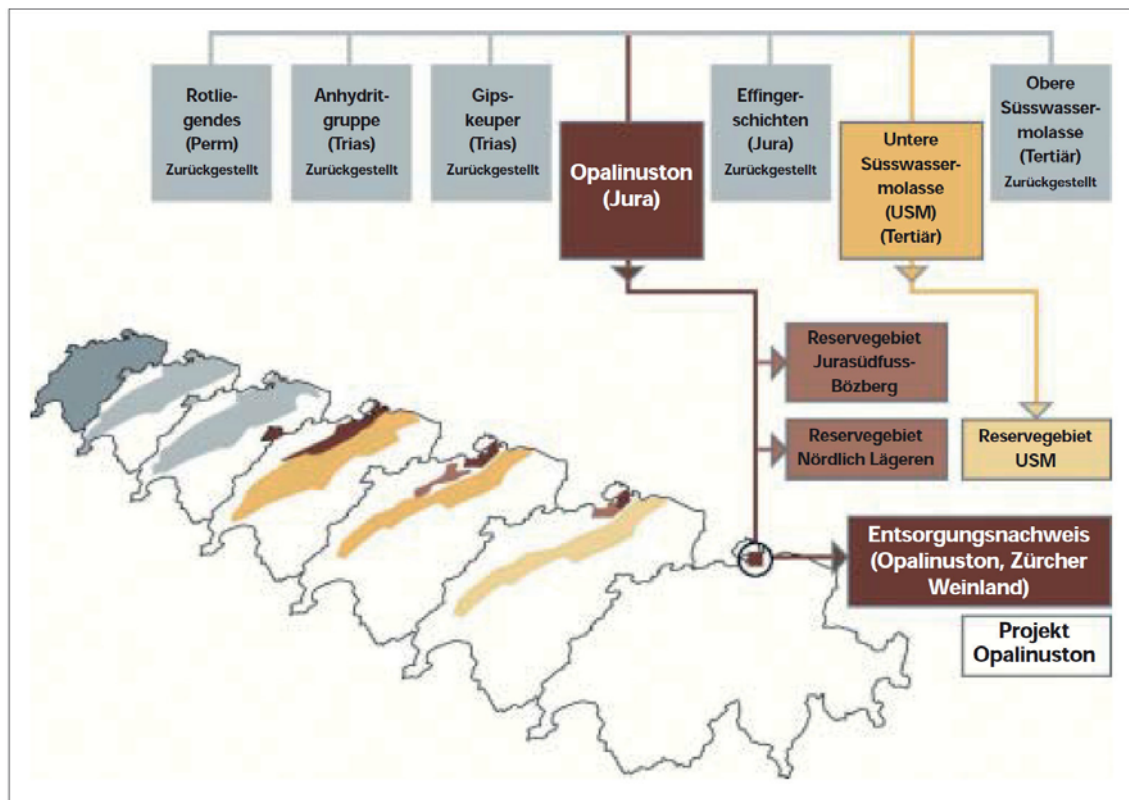 Rotlie-
gendes
(Perm)
Zurückgestellt
Anhydrit-
gruppe
(Trias)
Zurückgestellt
Gips-
keuper
(Trias)
Zurückgestellt
Opalinuston
(Jura)
Effinger-
schichten
(Jura)
Zurückgestellt
Untere
Süsswasser-
molasse
(USM)
(Tertiär)
Obere
Süsswasser-
molasse
(Tertiär)
Zurückgestellt
Reservegebiet
Jurasüdfuss-
Bözberg
Reservegebiet
Nördlich Lägeren
Reservegebiet
USM
Entsorgungsnachweis
(Opalinuston, Zürcher
Weinland)
Projekt
Opalinuston